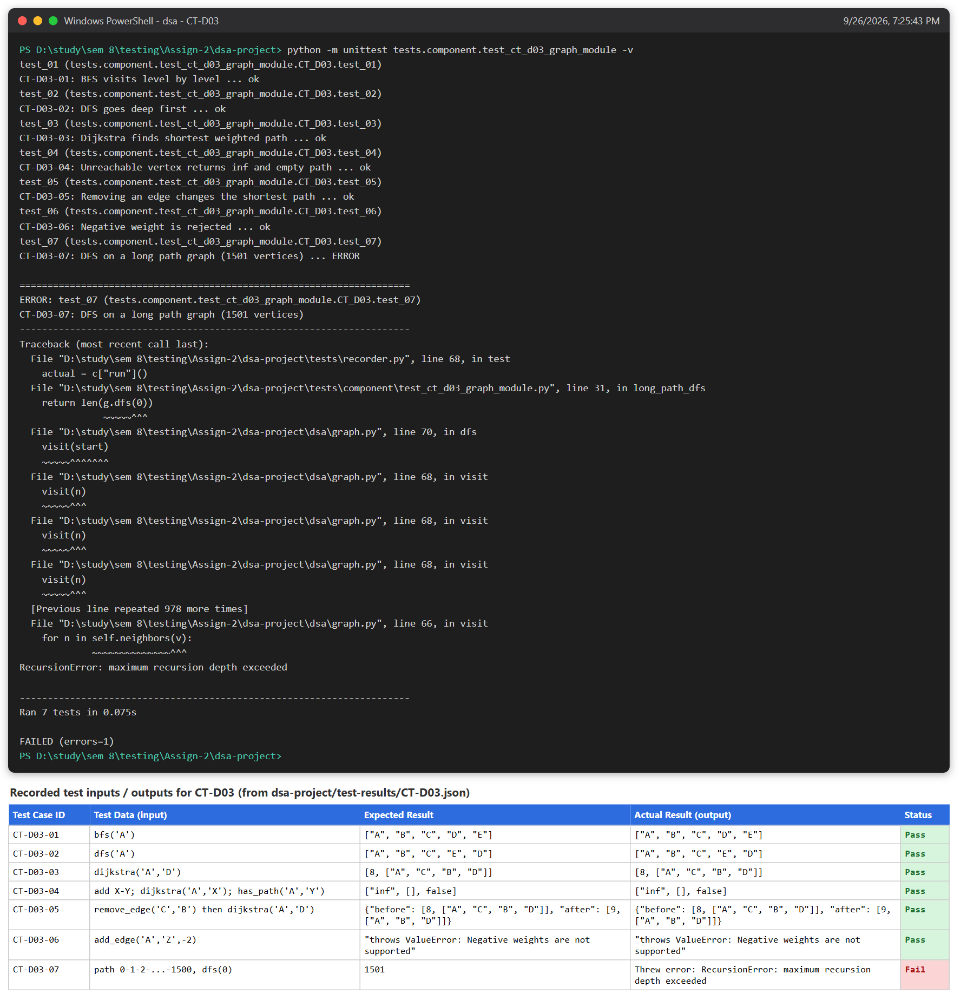 Windows PowerShell - dsa - CT-D03
9/26/2026, 7:25:43 PM
PS D:\study\sem 8\testing\Assign-2\dsa-project> python -m unittest tests.component.test_ct_d03_graph_module -v
test_01 (tests.component.test_ct_d03_graph_module.CT_D03.test_01)
CT-D03-01: BFS visits level by level ... ok
test_02 (tests.component.test_ct_d03_graph_module.CT_D03.test_02)
CT-D03-02: DFS goes deep first ... ok
test_03 (tests.component.test_ct_d03_graph_module.CT_D03.test_03)
CT-D03-03: Dijkstra finds shortest weighted path ... ok
test_04 (tests.component.test_ct_d03_graph_module.CT_D03.test_04)
CT-D03-04: Unreachable vertex returns inf and empty path ... ok
test_05 (tests.component.test_ct_d03_graph_module.CT_D03.test_05)
CT-D03-05: Removing an edge changes the shortest path ... ok
test_06 (tests.component.test_ct_d03_graph_module.CT_D03.test_06)
CT-D03-06: Negative weight is rejected ... ok
test_07 (tests.component.test_ct_d03_graph_module.CT_D03.test_07)
CT-D03-07: DFS on a long path graph (1501 vertices) ... ERROR
======================================================================
ERROR: test_07 (tests.component.test_ct_d03_graph_module.CT_D03.test_07)
CT-D03-07: DFS on a long path graph (1501 vertices)
----------------------------------------------------------------------
Traceback (most recent call last):
  File "D:\study\sem 8\testing\Assign-2\dsa-project\tests\recorder.py", line 68, in test
    actual = c["run"]()
  File "D:\study\sem 8\testing\Assign-2\dsa-project\tests\component\test_ct_d03_graph_module.py", line 31, in long_path_dfs
    return len(g.dfs(0))
               ~~~~~^^^
  File "D:\study\sem 8\testing\Assign-2\dsa-project\dsa\graph.py", line 70, in dfs
    visit(start)
    ~~~~~^^^^^^^
  File "D:\study\sem 8\testing\Assign-2\dsa-project\dsa\graph.py", line 68, in visit
    visit(n)
    ~~~~~^^^
  File "D:\study\sem 8\testing\Assign-2\dsa-project\dsa\graph.py", line 68, in visit
    visit(n)
    ~~~~~^^^
  File "D:\study\sem 8\testing\Assign-2\dsa-project\dsa\graph.py", line 68, in visit
    visit(n)
    ~~~~~^^^
  [Previous line repeated 978 more times]
  File "D:\study\sem 8\testing\Assign-2\dsa-project\dsa\graph.py", line 66, in visit
    for n in self.neighbors(v):
             ~~~~~~~~~~~~~~^^^
RecursionError: maximum recursion depth exceeded
----------------------------------------------------------------------
Ran 7 tests in 0.075s
FAILED (errors=1)
PS D:\study\sem 8\testing\Assign-2\dsa-project>
Recorded test inputs / outputs for CT-D03 (from dsa-project/test-results/CT-D03.json)
Test Case ID Test Data (input) Expected Result Actual Result (output) Status
CT-D03-01 bfs('A') ["A", "B", "C", "D", "E"] ["A", "B", "C", "D", "E"] Pass
CT-D03-02 dfs('A') ["A", "B", "C", "E", "D"] ["A", "B", "C", "E", "D"] Pass
CT-D03-03 dijkstra('A','D') [8, ["A", "C", "B", "D"]] [8, ["A", "C", "B", "D"]] Pass
CT-D03-04 add X-Y; dijkstra('A','X'); has_path('A','Y') ["inf", [], false] ["inf", [], false] Pass
CT-D03-05 remove_edge('C','B') then dijkstra('A','D') {"before": [8, ["A", "C", "B", "D"]], "after": [9, {"before": [8, ["A", "C", "B", "D"]], "after": [9, Pass
["A", "B", "D"]]} ["A", "B", "D"]]}
CT-D03-06 add_edge('A','Z',-2) "throws ValueError: Negative weights are not "throws ValueError: Negative weights are not Pass
supported" supported"
CT-D03-07 path 0-1-2-...-1500, dfs(0) 1501 Threw error: RecursionError: maximum recursion Fail
depth exceeded